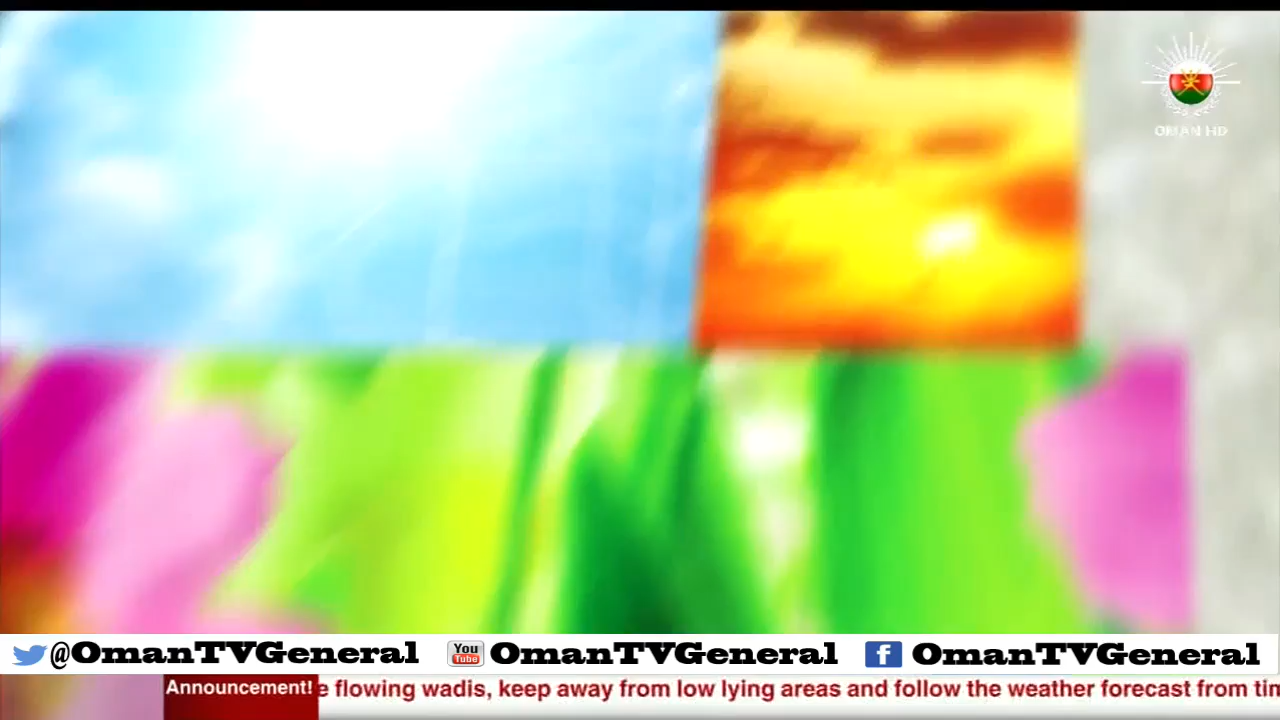 OMAN HD
@OmanTVGeneral You Tube OmanTVGeneral f OmanTVGeneral
Announcement! e flowing wadis, keep away from low lying areas and follow the weather forecast from tim